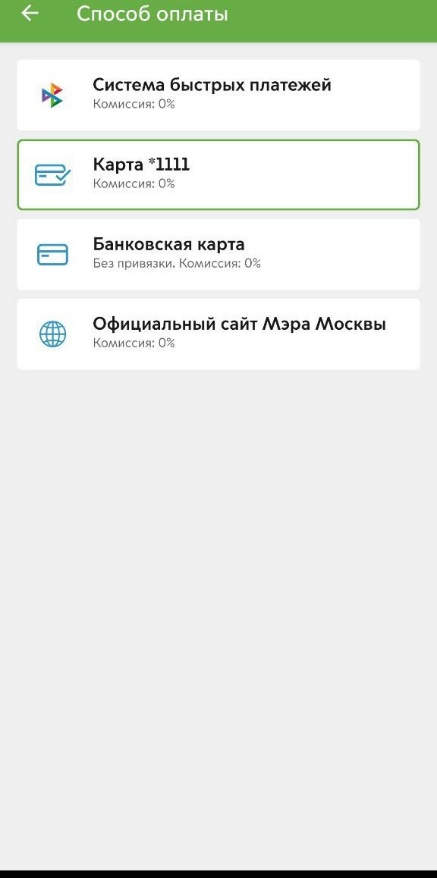 Способ оплаты
Система быстрых платежей
Комиссия: 0%
Карта *1111
Комиссия: 0%
Банковская карта
Без привязки. Комиссия: 0%
Официальный сайт Мэра Москвы
Комиссия: 0%